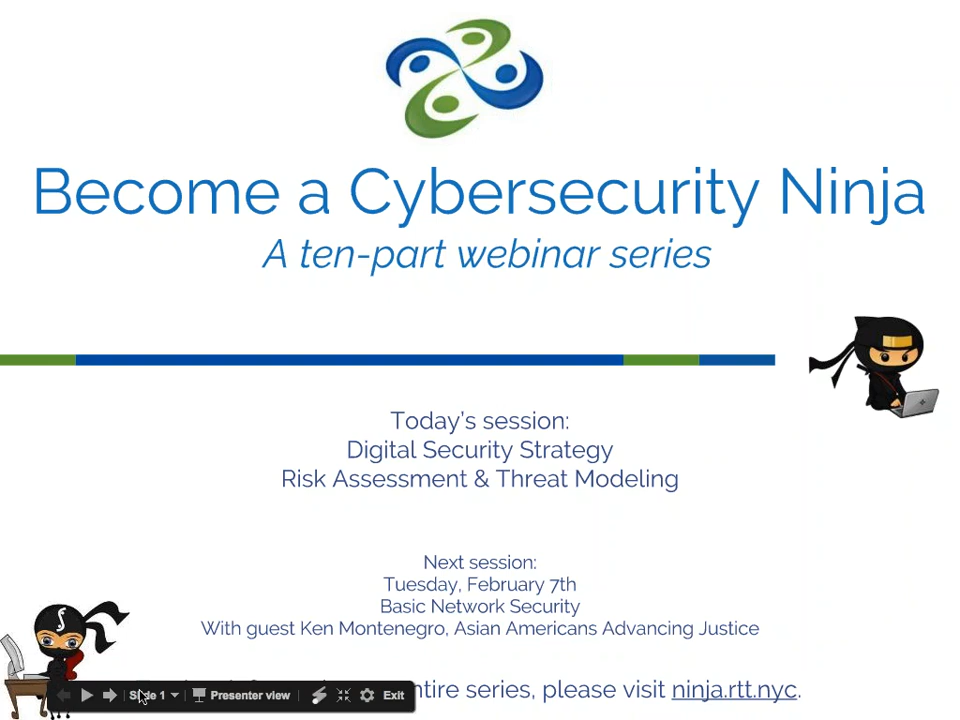 Become a Cybersecurity Ninja
A ten-part webinar series
Today's session:
Digital Security Strategy
Risk Assessment & Threat Modeling
Next session:
Tuesday, February 7th
Basic Network Security
With guest Ken Montenegro, Asian Americans Advancing Justice
series, please visit ninja.rtt.nyc.
Slide 1 Presenter view Exit